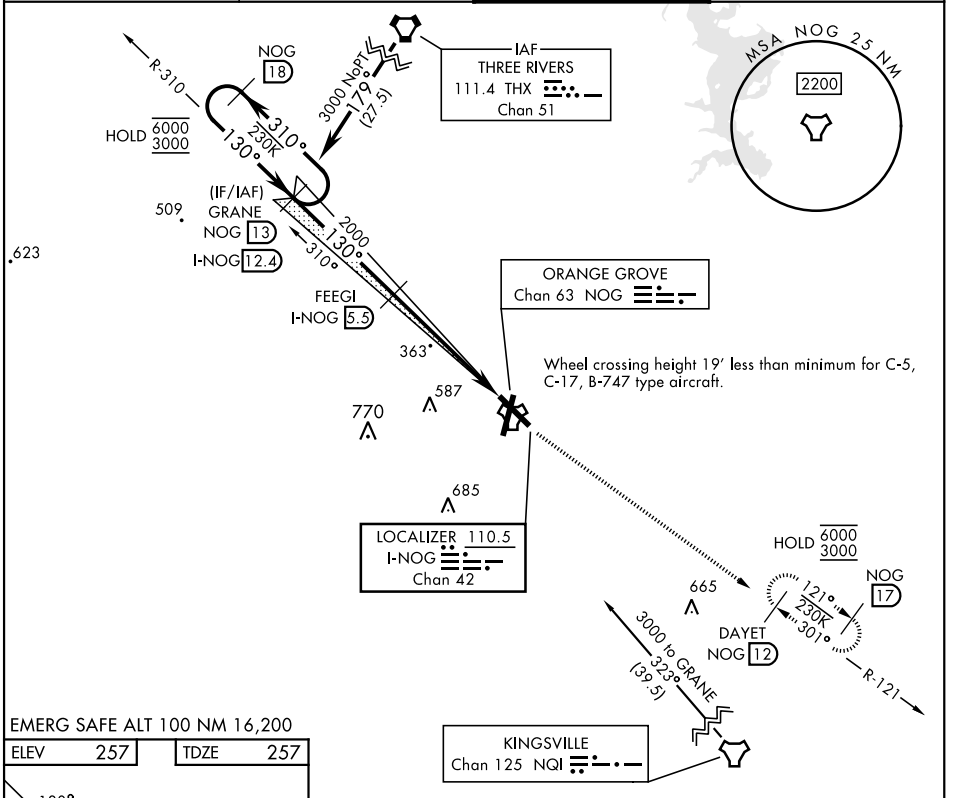 NOG
18
R-310
HOLD 6000
3000
310°
230K
130°
3000 NoPT
179°
(27.5)
IAF
THREE RIVERS
111.4 THX
Chan 51
MSA NOG 25 NM
2200
(IF/IAF)
GRANE
NOG 13
I-NOG 12.4
509
623
2000
130°
310°
FEEGI
I-NOG 5.5
ORANGE GROVE
Chan 63 NOG
363
587
770
Wheel crossing height 19' less than minimum for C-5,
C-17, B-747 type aircraft.
685
LOCALIZER 110.5
I-NOG
Chan 42
HOLD 6000
3000
NOG
17
121°
230K
301°
665
DAYET
NOG 12
R-121
3000 to GRANE
323°
(39.5)
KINGSVILLE
Chan 125 NQI
EMERG SAFE ALT 100 NM 16,200
ELEV 257 TDZE 257